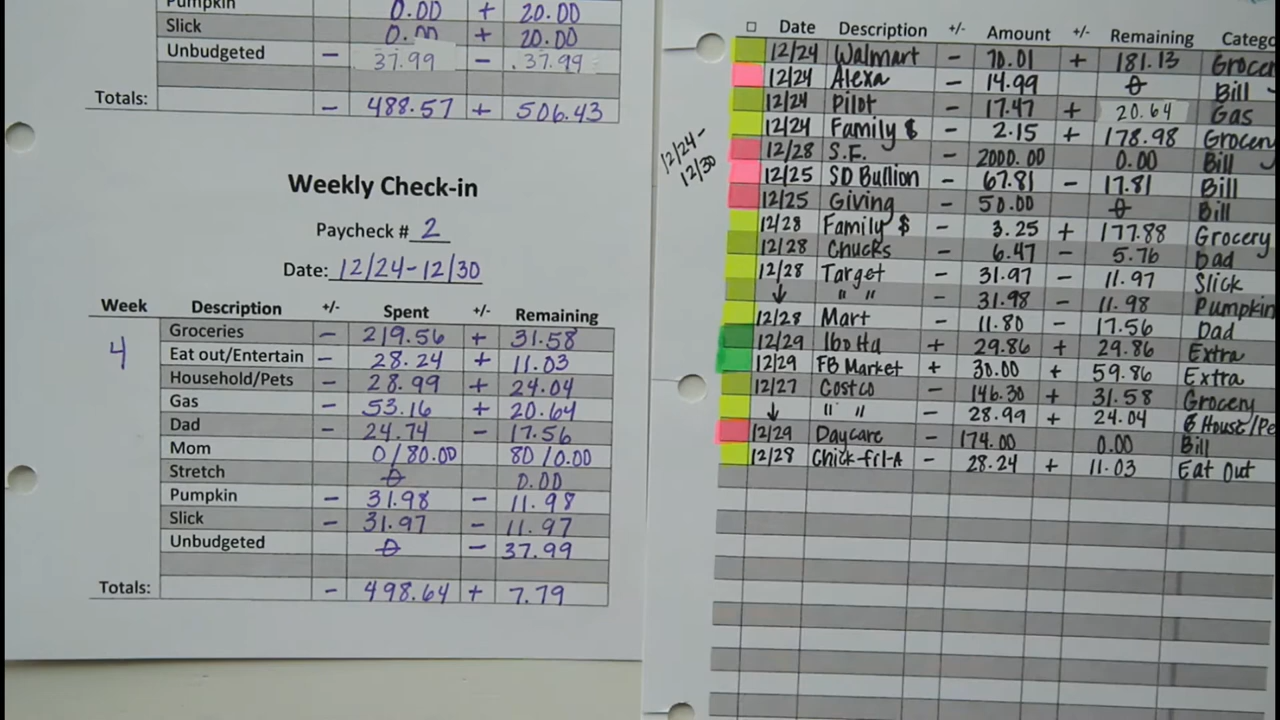 Pumpkin 0.00 + 20.00
Slick 0.00 + 20.00
Unbudgeted - 37.99 - 37.99
Totals: - 488.57 + 506.43
Weekly Check-in
Paycheck # 2
Date: 12/24-12/30
Week Description +/- Spent +/- Remaining
4 Groceries - 219.56 + 31.58
Eat out/Entertain - 28.24 + 11.03
Household/Pets - 28.99 + 24.04
Gas - 53.16 + 20.64
Dad - 24.74 - 17.56
Mom 0/80.00 80/0.00
Stretch 0 0.00
Pumpkin - 31.98 - 11.98
Slick - 31.97 - 11.97
Unbudgeted 0 - 37.99
Totals: - 498.64 + 7.79
12/24-
12/30
Date Description +/- Amount +/- Remaining Catego
12/24 Walmart - 70.01 + 181.13 Grocer
12/24 Alexa - 14.99 0 Bill
12/24 Pilot - 17.47 + 20.64 Gas
12/24 Family $ - 2.15 + 178.98 Grocery
12/28 S.F. - 2000.00 0.00 Bill
12/25 SD Bullion - 67.81 - 17.81 Bill
12/25 Giving - 50.00 0 Bill
12/28 Family $ - 3.25 + 177.88 Grocery
12/28 Chucks - 6.47 - 5.76 Dad
12/28 Target - 31.97 - 11.97 Slick
↓ " " - 31.98 - 11.98 Pumpkin
12/28 Mart - 11.80 - 17.56 Dad
12/29 Ibotta + 29.86 + 29.86 Extra
12/29 FB Market + 30.00 + 59.86 Extra
12/27 Costco - 146.30 + 31.58 Grocery
↓ " " - 28.99 + 24.04 House/Pe
12/29 Daycare - 174.00 0.00 Bill
12/28 Chick-fil-A - 28.24 + 11.03 Eat Out